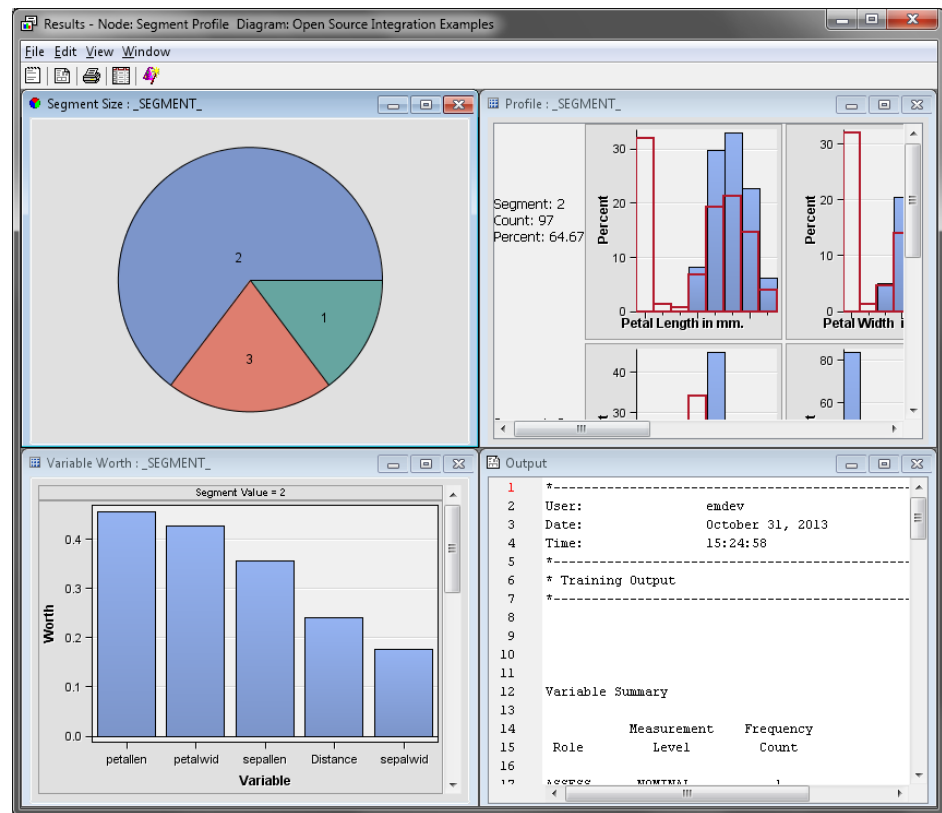 Results - Node: Segment Profile Diagram: Open Source Integration Examples
File Edit View Window
Segment Size : _SEGMENT_
2
1
3
Profile : _SEGMENT_
Segment: 2
Count: 97
Percent: 64.67
30
20
10
0
Percent
Petal Length in mm.
30
20
10
0
Percent
Petal Width i
40
30
80
60
Variable Worth : _SEGMENT_
Segment Value = 2
0.4
0.3
0.2
0.1
0.0
Worth
petallen petalwid sepallen Distance sepalwid
Variable
Output
1 *--------------------------------------------------
2 User: emdev
3 Date: October 31, 2013
4 Time: 15:24:58
5 *--------------------------------------------------
6 * Training Output
7 *--------------------------------------------------
8
9
10
11
12 Variable Summary
13
14 Measurement Frequency
15 Role Level Count
16
17 ASSESS NOMINAL 1